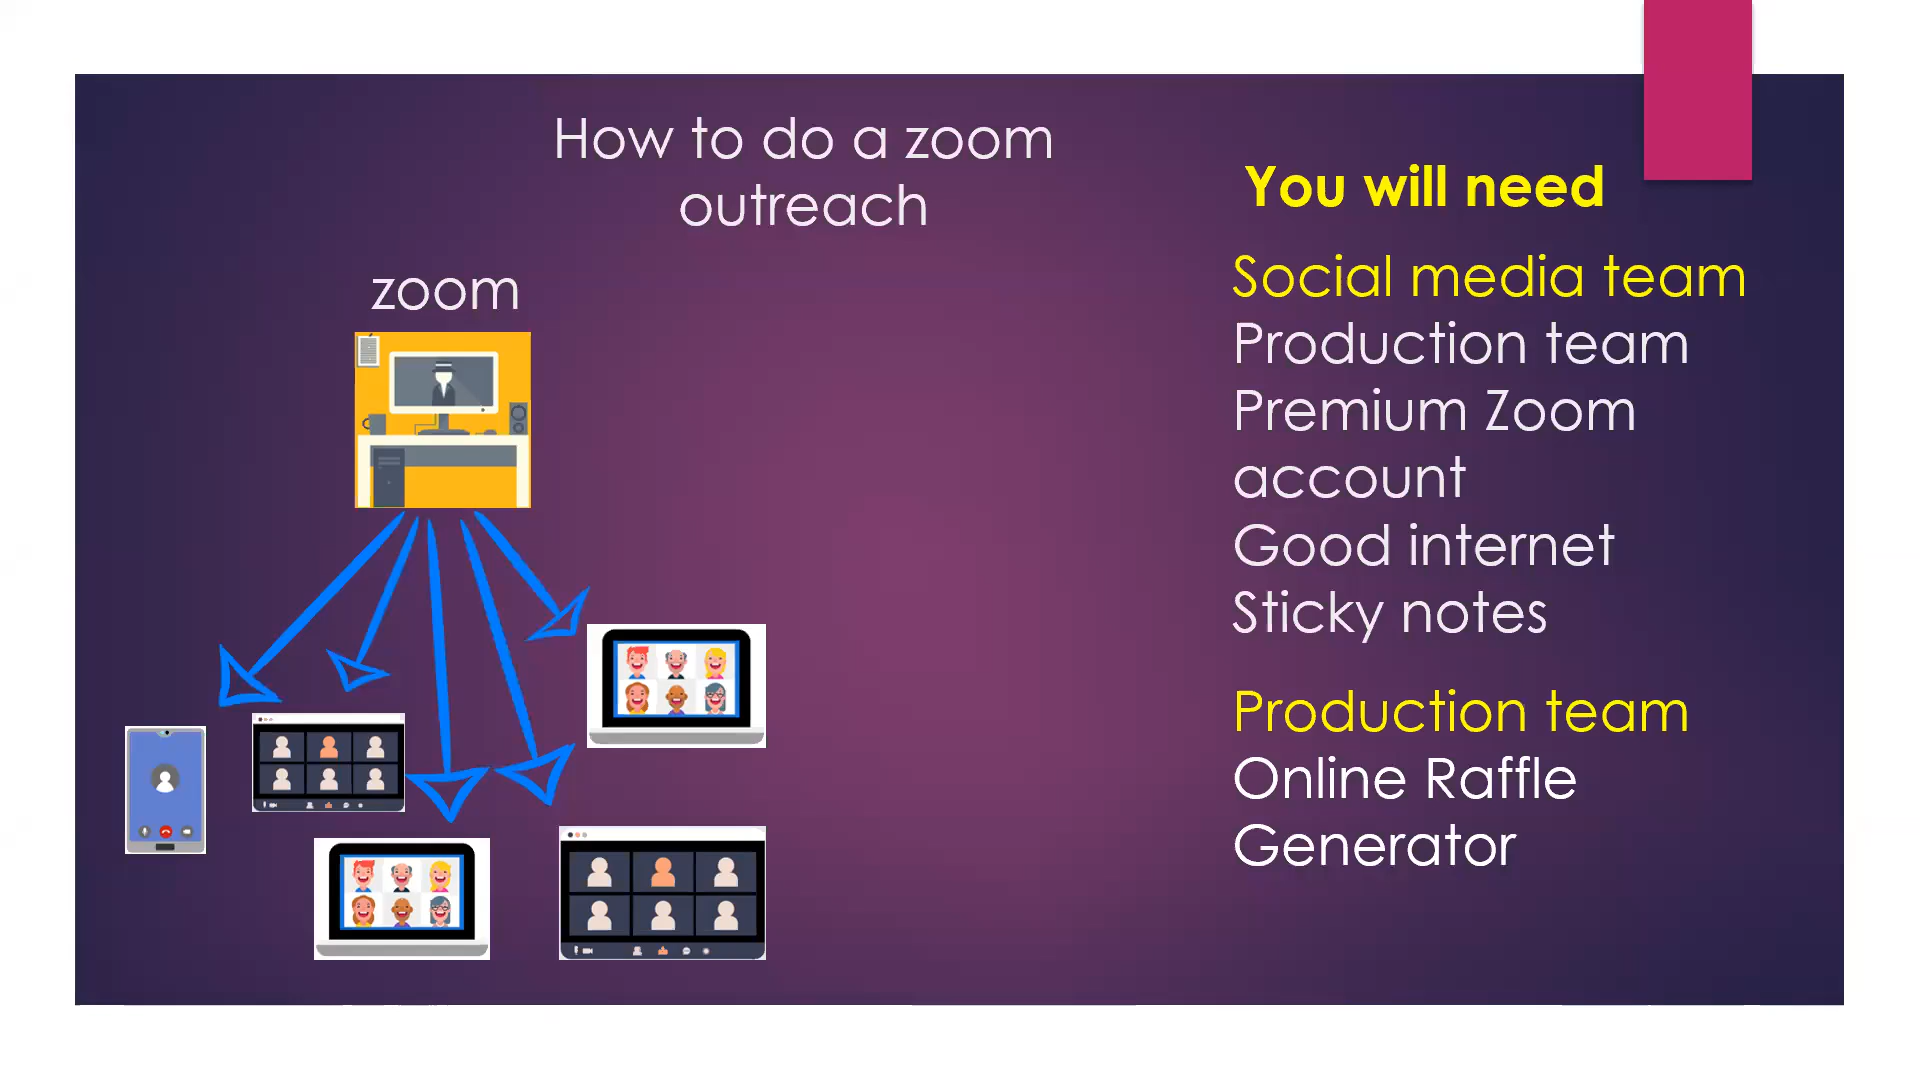 How to do a zoom
outreach
zoom
You will need
Social media team
Production team
Premium Zoom
account
Good internet
Sticky notes
Production team
Online Raffle
Generator